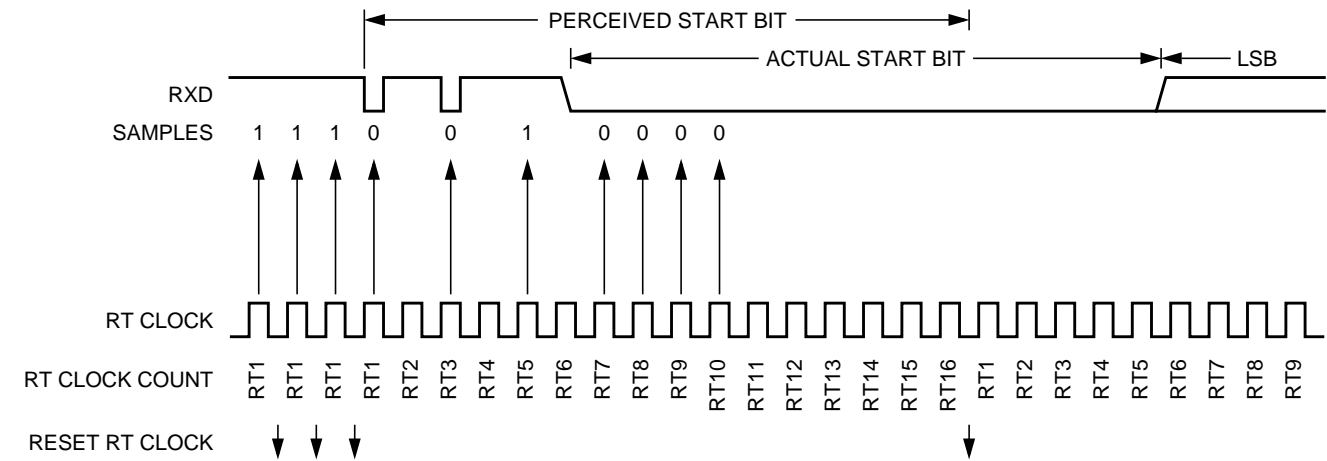 PERCEIVED START BIT
ACTUAL START BIT
LSB
RXD
SAMPLES 1 1 1 0 0 1 0 0 0 0
RT CLOCK
RT CLOCK COUNT RT1 RT1 RT1 RT1 RT2 RT3 RT4 RT5 RT6 RT7 RT8 RT9 RT10 RT11 RT12 RT13 RT14 RT15 RT16 RT1 RT2 RT3 RT4 RT5 RT6 RT7 RT8 RT9
RESET RT CLOCK